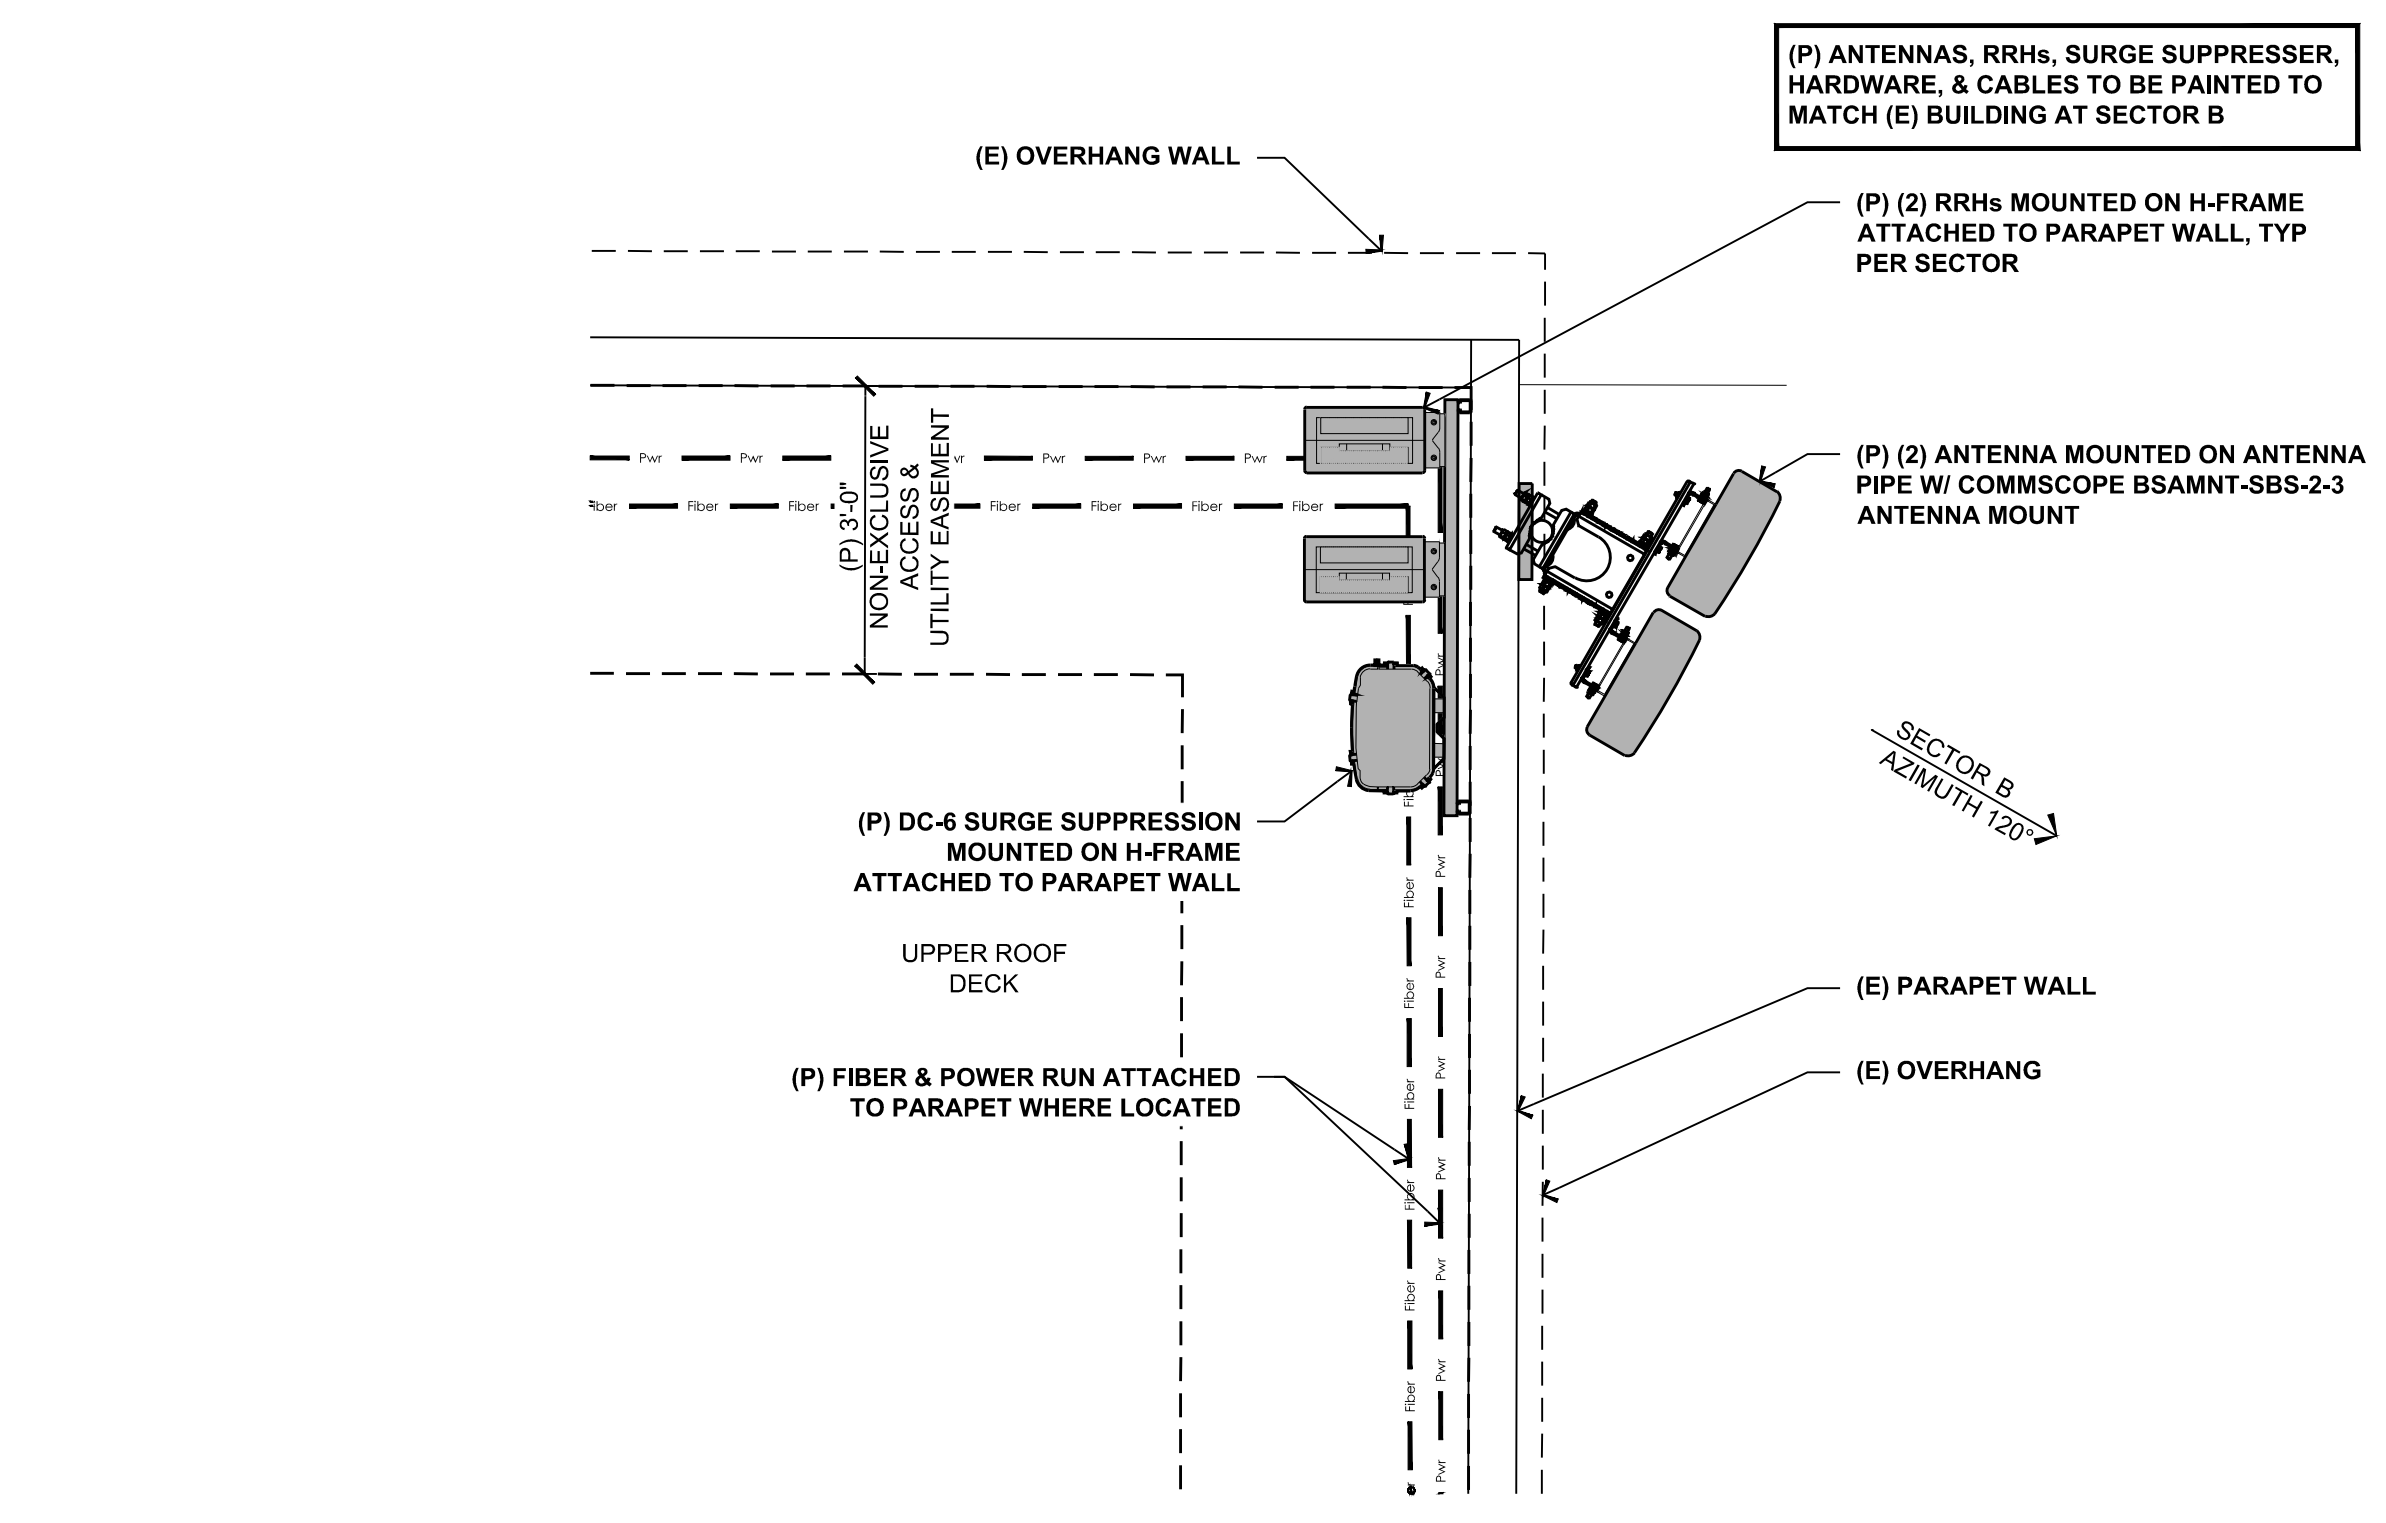 (P) ANTENNAS, RRHs, SURGE SUPPRESSER,
HARDWARE, & CABLES TO BE PAINTED TO
MATCH (E) BUILDING AT SECTOR B
(E) OVERHANG WALL
(P) (2) RRHs MOUNTED ON H-FRAME
ATTACHED TO PARAPET WALL, TYP
PER SECTOR
(P) 3'-0"
NON-EXCLUSIVE
ACCESS &
UTILITY EASEMENT
Pwr Pwr Pwr Pwr Pwr
Fiber Fiber Fiber Fiber Fiber Fiber
(P) (2) ANTENNA MOUNTED ON ANTENNA
PIPE W/ COMMSCOPE BSAMNT-SBS-2-3
ANTENNA MOUNT
SECTOR B
AZIMUTH 120°
(P) DC-6 SURGE SUPPRESSION
MOUNTED ON H-FRAME
ATTACHED TO PARAPET WALL
UPPER ROOF
DECK
(E) PARAPET WALL
(E) OVERHANG
(P) FIBER & POWER RUN ATTACHED
TO PARAPET WHERE LOCATED
Fiber Fiber Fiber Fiber Fiber Fiber
Pwr Pwr Pwr Pwr Pwr Pwr Pwr Pwr